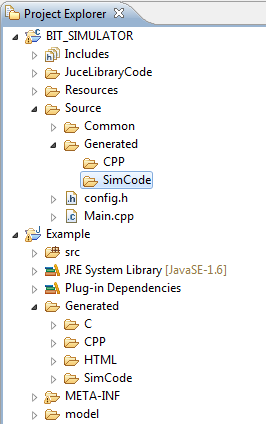 Project Explorer
BIT_SIMULATOR
Includes
JuceLibraryCode
Resources
Source
Common
Generated
CPP
SimCode
config.h
Main.cpp
Example
src
JRE System Library [JavaSE-1.6]
Plug-in Dependencies
Generated
C
CPP
HTML
SimCode
META-INF
model